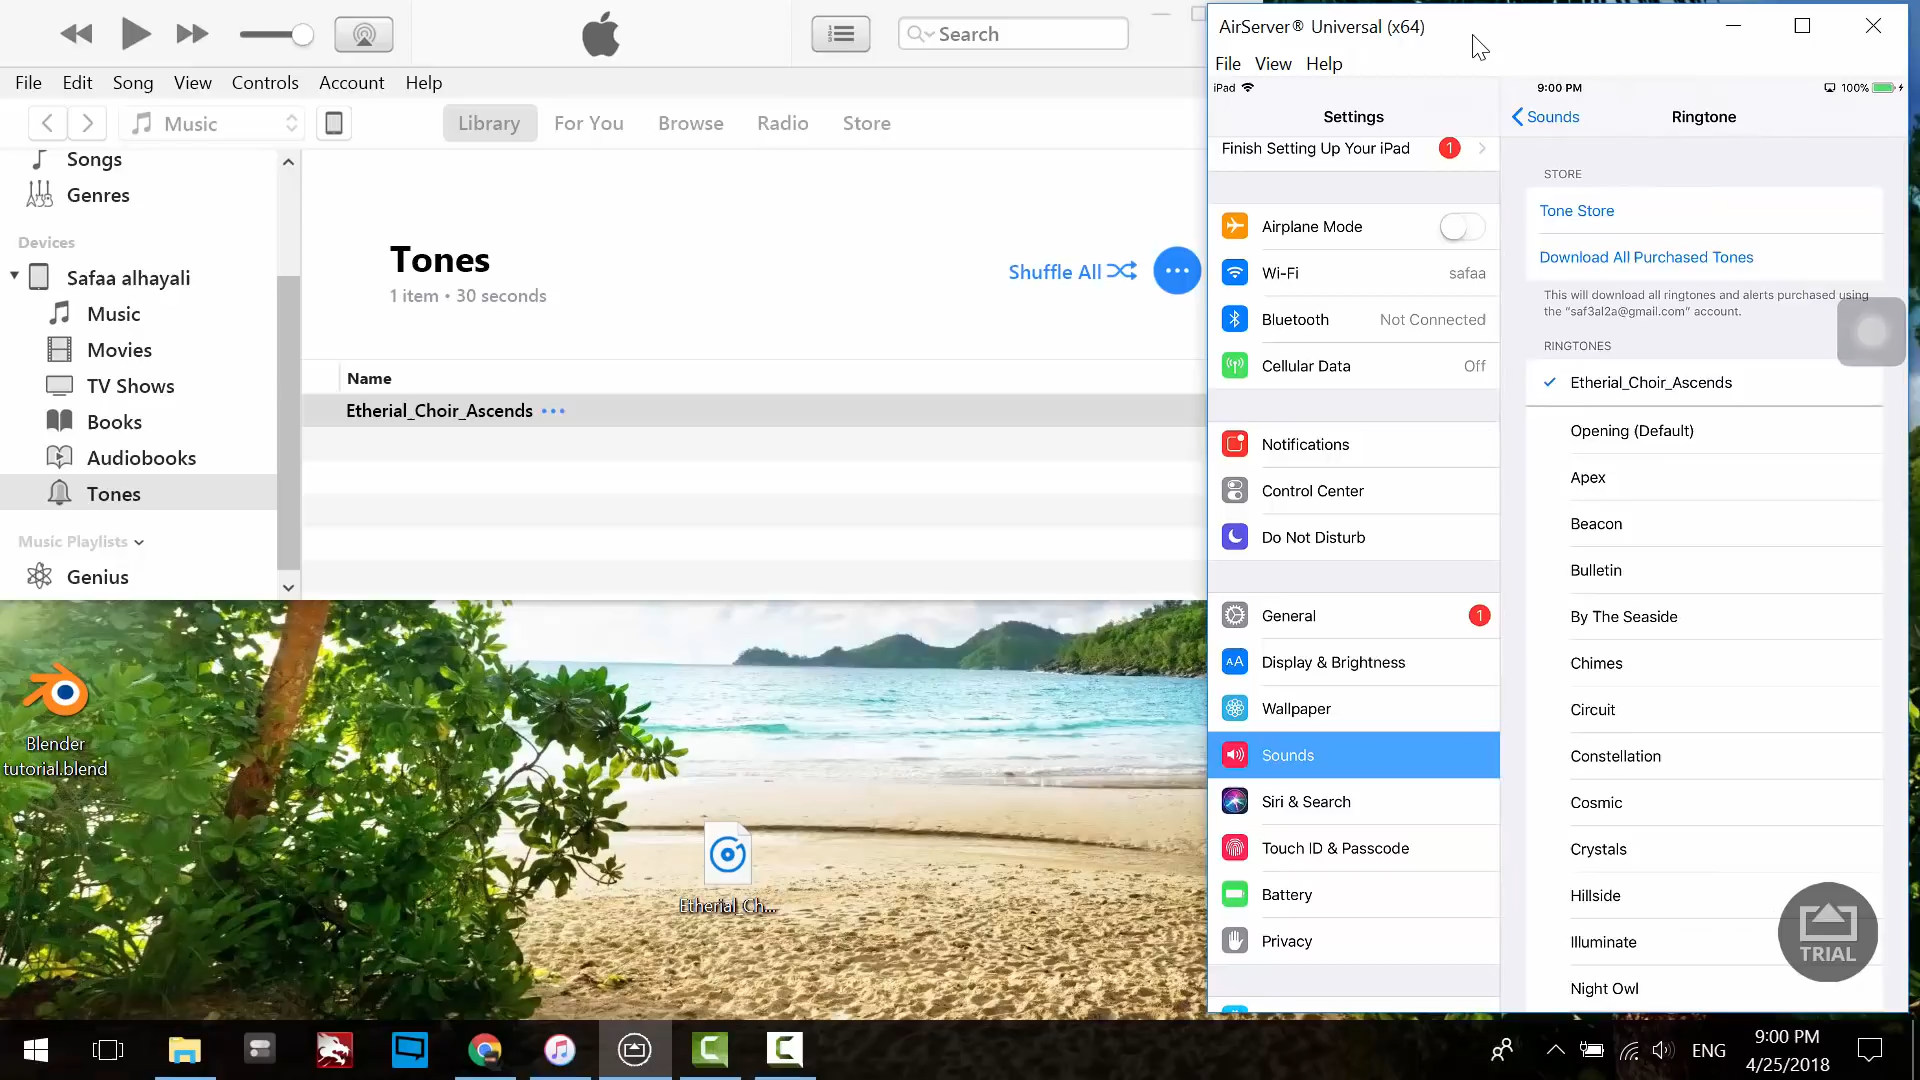 Search
File Edit Song View Controls Account Help
Music
Library For You Browse Radio Store
Songs
Genres
Devices
Safaa alhayali
Music
Movies
TV Shows
Books
Audiobooks
Tones
Music Playlists
Genius
Tones
1 item • 30 seconds
Shuffle All
Name
Etherial_Choir_Ascends
AirServer® Universal (x64)
File View Help
iPad
9:00 PM
100%
Settings
Finish Setting Up Your iPad 1
Airplane Mode
Wi-Fi safaa
Bluetooth Not Connected
Cellular Data Off
Notifications
Control Center
Do Not Disturb
General 1
AA Display & Brightness
Wallpaper
Sounds
Siri & Search
Touch ID & Passcode
Battery
Privacy
Sounds
Ringtone
STORE
Tone Store
Download All Purchased Tones
This will download all ringtones and alerts purchased using
the “saf3al2a@gmail.com” account.
RINGTONES
Etherial_Choir_Ascends
Opening (Default)
Apex
Beacon
Bulletin
By The Seaside
Chimes
Circuit
Constellation
Cosmic
Crystals
Hillside
Illuminate
Night Owl
TRIAL
Blender
tutorial.blend
Etherial_Ch...
ENG
9:00 PM
4/25/2018